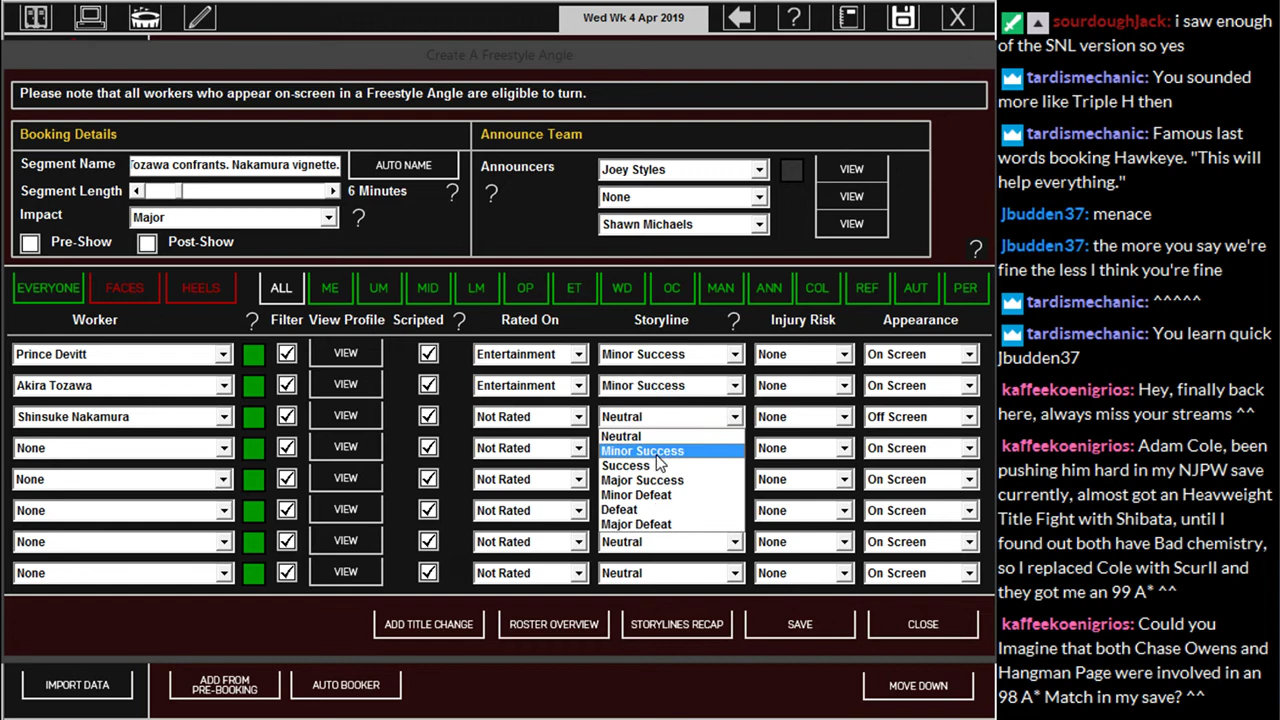 Wed Wk 4 Apr 2019
?
X
Create A Freestyle Angle
Please note that all workers who appear on-screen in a Freestyle Angle are eligible to turn.
Booking Details
Segment Name
Tozawa confrants. Nakamura vignette.
AUTO NAME
Segment Length
6 Minutes
?
Impact
Major
?
Pre-Show
Post-Show
Announce Team
Announcers
Joey Styles
VIEW
?
None
VIEW
Shawn Michaels
VIEW
?
EVERYONE FACES HEELS ALL ME UM MID LM OP ET WD OC MAN ANN COL REF AUT PER
Worker ? Filter View Profile Scripted ? Rated On Storyline ? Injury Risk Appearance
Prince Devitt VIEW Entertainment Minor Success None On Screen
Akira Tozawa VIEW Entertainment Minor Success None On Screen
Shinsuke Nakamura VIEW Not Rated Neutral None Off Screen
Neutral
Minor Success
Success
Major Success
Minor Defeat
Defeat
Major Defeat
None VIEW Not Rated None On Screen
None VIEW Not Rated None On Screen
None VIEW Not Rated None On Screen
None VIEW Not Rated Neutral None On Screen
None VIEW Not Rated Neutral None On Screen
ADD TITLE CHANGE
ROSTER OVERVIEW
STORYLINES RECAP
SAVE
CLOSE
IMPORT DATA
ADD FROM
PRE-BOOKING
AUTO BOOKER
MOVE DOWN
sourdoughJack: i saw enough
of the SNL version so yes
tardismechanic: You sounded
more like Triple H then
tardismechanic: Famous last
words booking Hawkeye. "This will
help everything."
Jbudden37: menace
Jbudden37: the more you say we're
fine the less I think you're fine
tardismechanic: ^^^^^
tardismechanic: You learn quick
Jbudden37
kaffeekoenigrios: Hey, finally back
here, always miss your streams ^^
kaffeekoenigrios: Adam Cole, been
pushing him hard in my NJPW save
currently, almost got an Heavweight
Title Fight with Shibata, until I
found out both have Bad chemistry,
so I replaced Cole with Scurll and
they got me an 99 A* ^^
kaffeekoenigrios: Could you
Imagine that both Chase Owens and
Hangman Page were involved in an
98 A* Match in my save? ^^